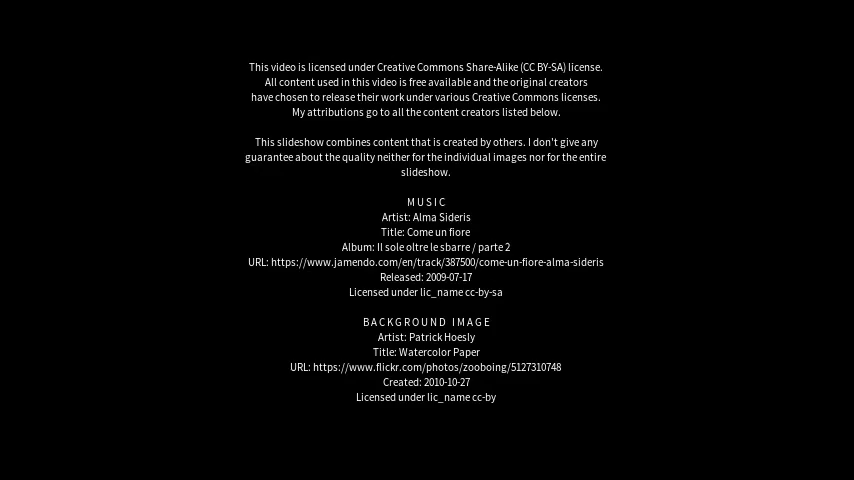 This video is licensed under Creative Commons Share-Alike (CC BY-SA) license.
All content used in this video is free available and the original creators
have chosen to release their work under various Creative Commons licenses.
My attributions go to all the content creators listed below.
This slideshow combines content that is created by others. I don't give any
guarantee about the quality neither for the individual images nor for the entire
slideshow.
MUSIC
Artist: Alma Sideris
Title: Come un fiore
Album: Il sole oltre le sbarre / parte 2
URL: https://www.jamendo.com/en/track/387500/come-un-fiore-alma-sideris
Released: 2009-07-17
Licensed under lic_name cc-by-sa
BACKGROUND IMAGE
Artist: Patrick Hoesly
Title: Watercolor Paper
URL: https://www.flickr.com/photos/zooboing/5127310748
Created: 2010-10-27
Licensed under lic_name cc-by